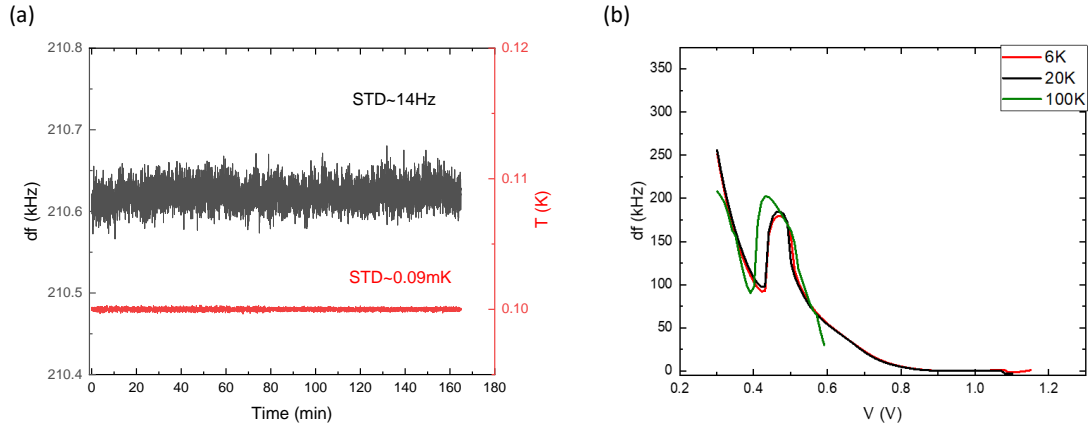 (a)
210.8
210.7
210.6
210.5
210.4
df (kHz)
STD~14Hz
STD~0.09mK
0.12
0.11
0.10
T (K)
0 20 40 60 80 100 120 140 160 180
Time (min)
(b)
350
300
250
200
150
100
50
0
df (kHz)
6K
20K
100K
0.2 0.4 0.6 0.8 1.0 1.2
V (V)